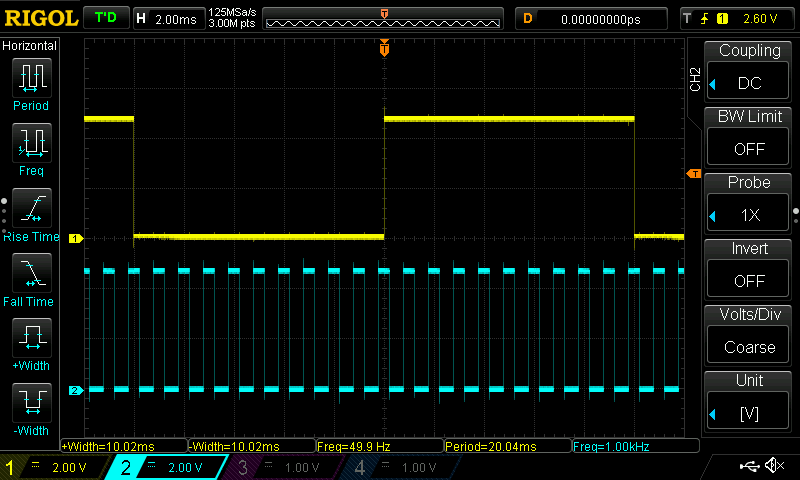 RIGOL T'D H 2.00ms 125MSa/s 3.00M pts T D 0.00000000ps T 1 2.60 V
Horizontal
Period
Freq
Rise Time
Fall Time
+Width
-Width
T
1
2
T
CH2
Coupling
DC
BW Limit
OFF
Probe
1X
Invert
OFF
Volts/Div
Coarse
Unit
[V]
+Width=10.02ms -Width=10.02ms Freq=49.9 Hz Period=20.04ms Freq=1.00kHz
1 2.00 V 2 2.00 V 3 1.00 V 4 1.00 V